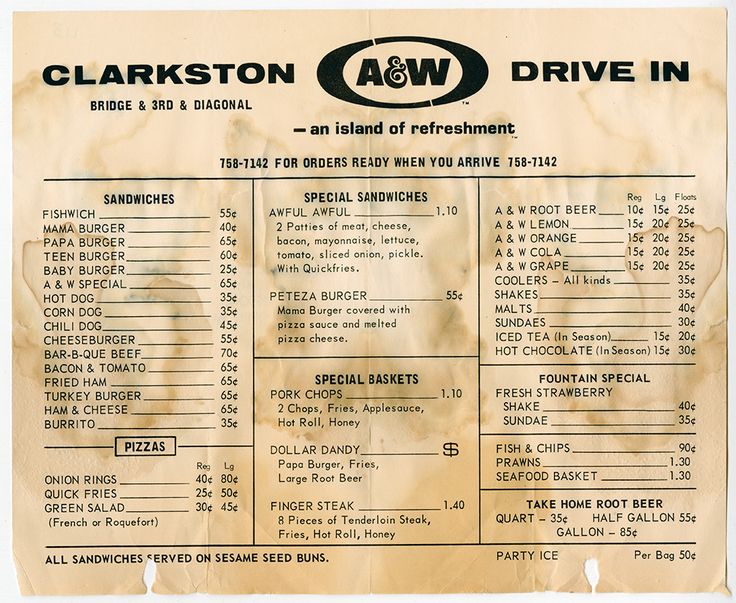 CLARKSTON A&W DRIVE IN
BRIDGE & 3RD & DIAGONAL
— an island of refreshment™
758-7142 FOR ORDERS READY WHEN YOU ARRIVE 758-7142
SANDWICHES
FISHWICH 55¢
MAMA BURGER 40¢
PAPA BURGER 65¢
TEEN BURGER 60¢
BABY BURGER 25¢
A & W SPECIAL 65¢
HOT DOG 35¢
CORN DOG 35¢
CHILI DOG 45¢
CHEESEBURGER 55¢
BAR-B-QUE BEEF 70¢
BACON & TOMATO 65¢
FRIED HAM 65¢
TURKEY BURGER 65¢
HAM & CHEESE 65¢
BURRITO 35¢
PIZZAS
Reg Lg
ONION RINGS 40¢ 80¢
QUICK FRIES 25¢ 50¢
GREEN SALAD 30¢ 45¢
(French or Roquefort)
SPECIAL SANDWICHES
AWFUL AWFUL 1.10
2 Patties of meat, cheese,
bacon, mayonnaise, lettuce,
tomato, sliced onion, pickle.
With Quickfries.
PETEZA BURGER 55¢
Mama Burger covered with
pizza sauce and melted
pizza cheese.
SPECIAL BASKETS
PORK CHOPS 1.10
2 Chops, Fries, Applesauce,
Hot Roll, Honey
DOLLAR DANDY $
Papa Burger, Fries,
Large Root Beer
FINGER STEAK 1.40
8 Pieces of Tenderloin Steak,
Fries, Hot Roll, Honey
Reg Lg Floats
A & W ROOT BEER 10¢ 15¢ 25¢
A & W LEMON 15¢ 20¢ 25¢
A & W ORANGE 15¢ 20¢ 25¢
A & W COLA 15¢ 20¢ 25¢
A & W GRAPE 15¢ 20¢ 25¢
COOLERS — All kinds 35¢
SHAKES 35¢
MALTS 40¢
SUNDAES 30¢
ICED TEA (In Season) 15¢ 20¢
HOT CHOCOLATE (In Season) 15¢ 30¢
FOUNTAIN SPECIAL
FRESH STRAWBERRY
SHAKE 40¢
SUNDAE 35¢
FISH & CHIPS 90¢
PRAWNS 1.30
SEAFOOD BASKET 1.30
TAKE HOME ROOT BEER
QUART — 35¢ HALF GALLON 55¢
GALLON — 85¢
ALL SANDWICHES SERVED ON SESAME SEED BUNS.
PARTY ICE Per Bag 50¢